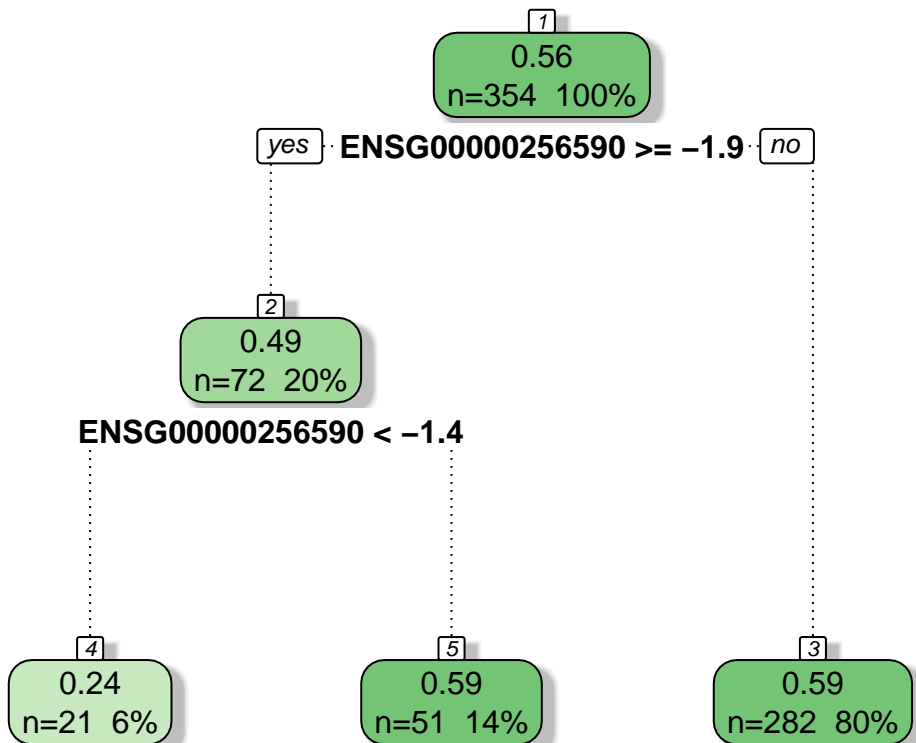 1
0.56
n=354 100%
yes ENSG00000256590 >= −1.9 no
2
0.49
n=72 20%
ENSG00000256590 < −1.4
4
0.24
n=21 6%
5
0.59
n=51 14%
3
0.59
n=282 80%